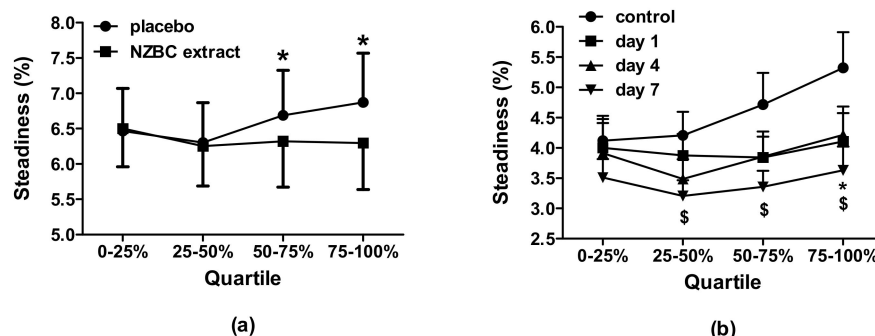 placebo
NZBC extract
8.0
7.5
7.0
6.5
6.0
5.5
5.0
Steadiness (%)
*
*
0-25%
25-50%
50-75%
75-100%
Quartile
(a)
control
day 1
day 4
day 7
6.0
5.5
5.0
4.5
4.0
3.5
3.0
2.5
Steadiness (%)
$
$
*
$
0-25%
25-50%
50-75%
75-100%
Quartile
(b)